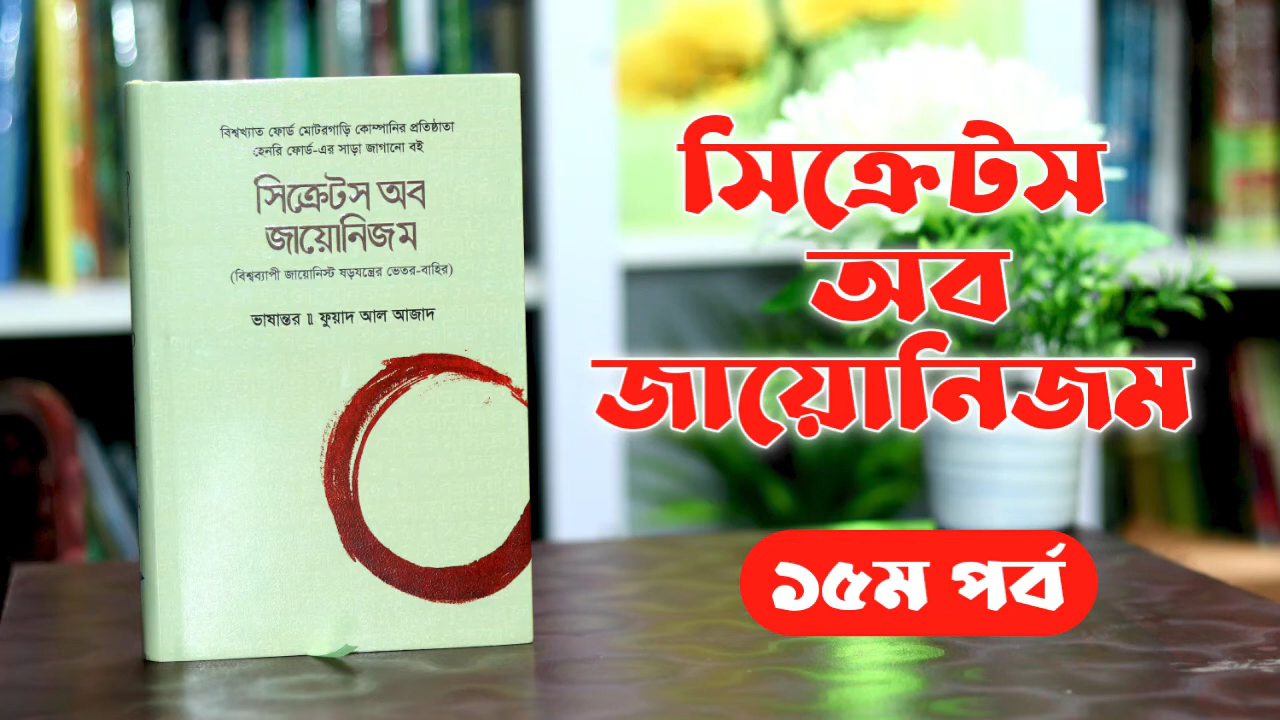 বিশ্বখ্যাত ফোর্ড মোটরগাড়ি কোম্পানির প্রতিষ্ঠাতা
হেনরি ফোর্ড-এর সাড়া জাগানো বই
সিক্রেটস অব
জায়োনিজম
(বিশ্বব্যাপী জায়োনিস্ট ষড়যন্ত্রের ভেতর-বাহির)
ভাষান্তর ॥ ফুয়াদ আল আজাদ
সিক্রেটস
অব
জায়োনিজম
১৫ম পর্ব